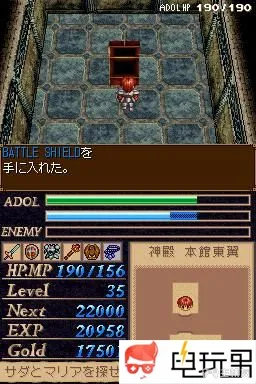 ADOL HP 190/190
BATTLE SHIELDを
手に入れた。
ADOL
ENEMY
HP.MP 190/156
Level 35
Next 22000
EXP 20958
Gold 1750
神殿 本館東翼
サダとマリアを探せ
电玩男